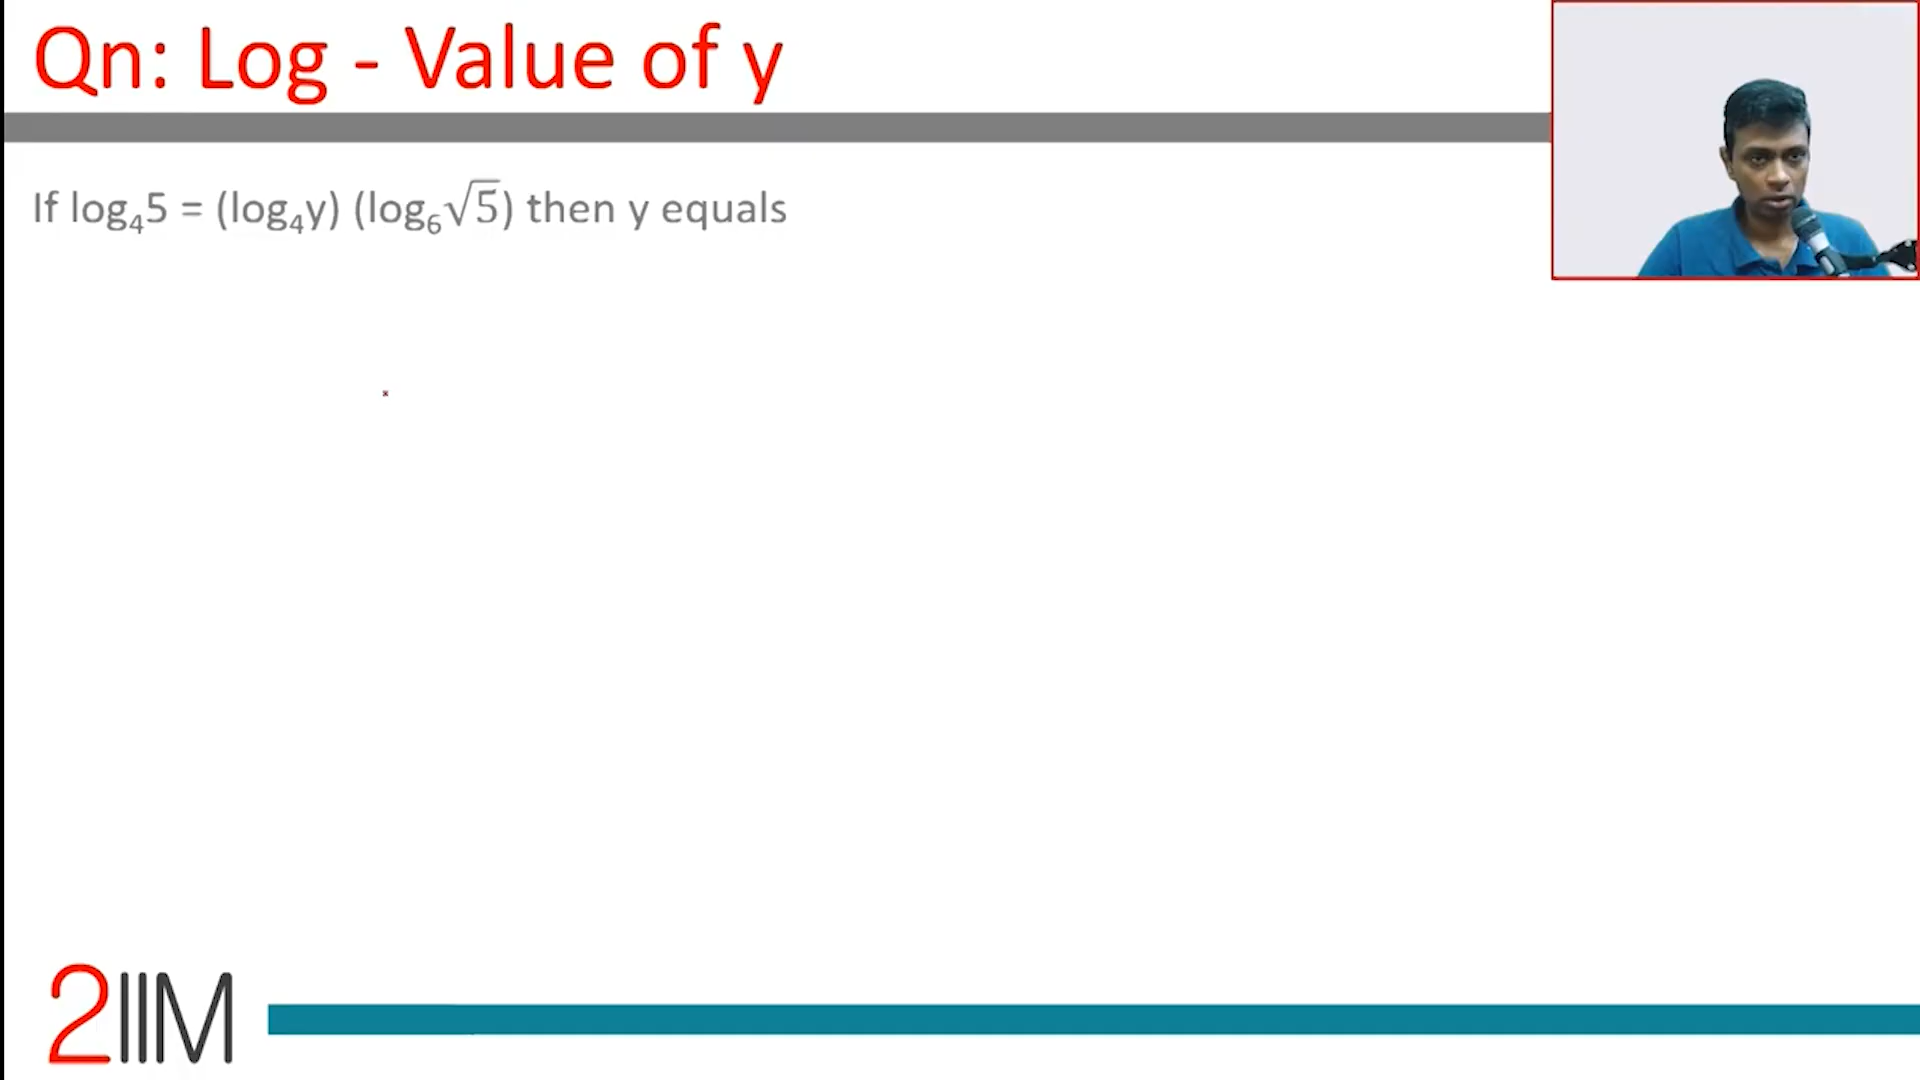 Qn: Log - Value of y
If log₄5 = (log₄y) (log₆√5) then y equals
2IIM